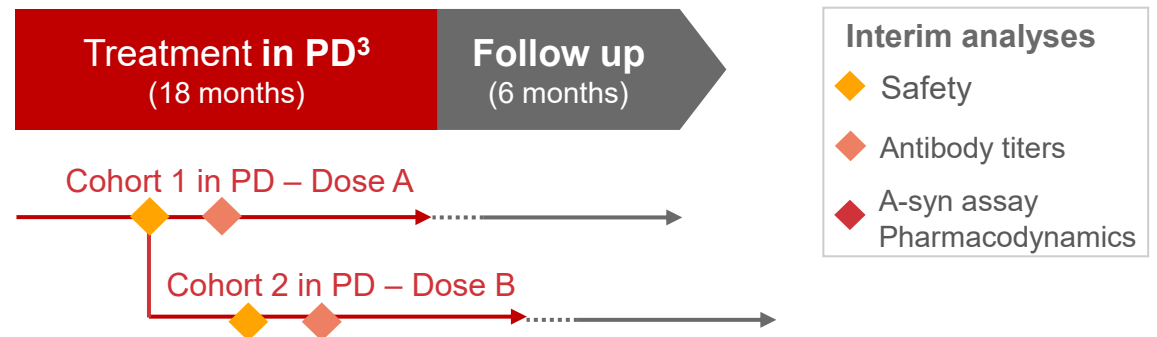 Treatment in PD³
(18 months)
Follow up
(6 months)
Cohort 1 in PD – Dose A
Cohort 2 in PD – Dose B
Interim analyses
Safety
Antibody titers
A-syn assay
Pharmacodynamics